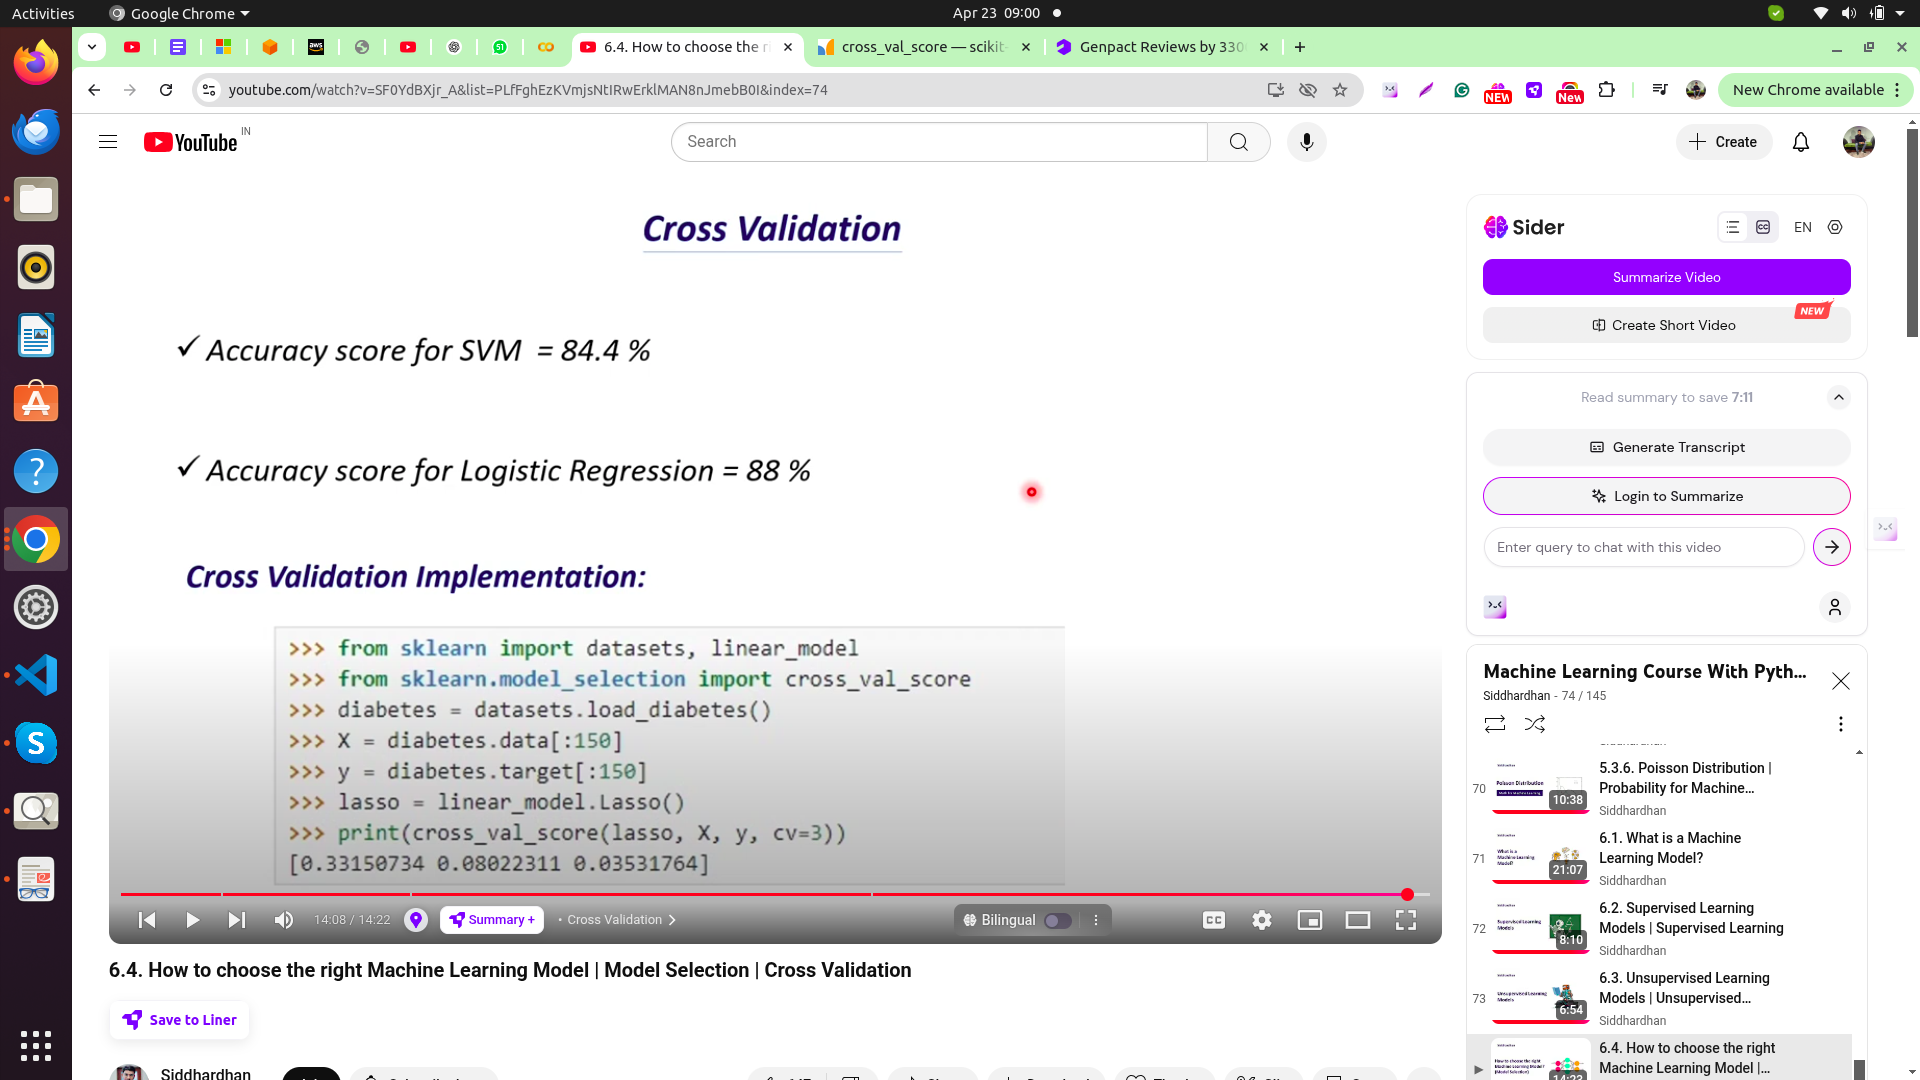 Activities
Google Chrome
Apr 23 09:00
6.4. How to choose the r
cross_val_score — scikit-
Genpact Reviews by 330
youtube.com/watch?v=SF0YdBXjr_A&list=PLfFghEzKVmjsNtIRwErklMAN8nJmebB0I&index=74
NEW
New
New Chrome available
YouTube IN
Search
Create
Cross Validation
✓ Accuracy score for SVM = 84.4 %
✓ Accuracy score for Logistic Regression = 88 %
Cross Validation Implementation:
>>> from sklearn import datasets, linear_model
>>> from sklearn.model_selection import cross_val_score
>>> diabetes = datasets.load_diabetes()
>>> X = diabetes.data[:150]
>>> y = diabetes.target[:150]
>>> lasso = linear_model.Lasso()
>>> print(cross_val_score(lasso, X, y, cv=3))
[0.33150734 0.08022311 0.03531764]
14:08 / 14:22
Summary +
• Cross Validation
Bilingual
CC
6.4. How to choose the right Machine Learning Model | Model Selection | Cross Validation
Save to Liner
Siddhardhan
Sider
EN
Summarize Video
NEW
Create Short Video
Read summary to save 7:11
Generate Transcript
Login to Summarize
Enter query to chat with this video
Machine Learning Course With Pyth...
Siddhardhan - 74 / 145
70
10:38
5.3.6. Poisson Distribution |
Probability for Machine...
Siddhardhan
71
21:07
6.1. What is a Machine
Learning Model?
Siddhardhan
72
8:10
6.2. Supervised Learning
Models | Supervised Learning
Siddhardhan
73
6:54
6.3. Unsupervised Learning
Models | Unsupervised...
Siddhardhan
6.4. How to choose the right
Machine Learning Model |...